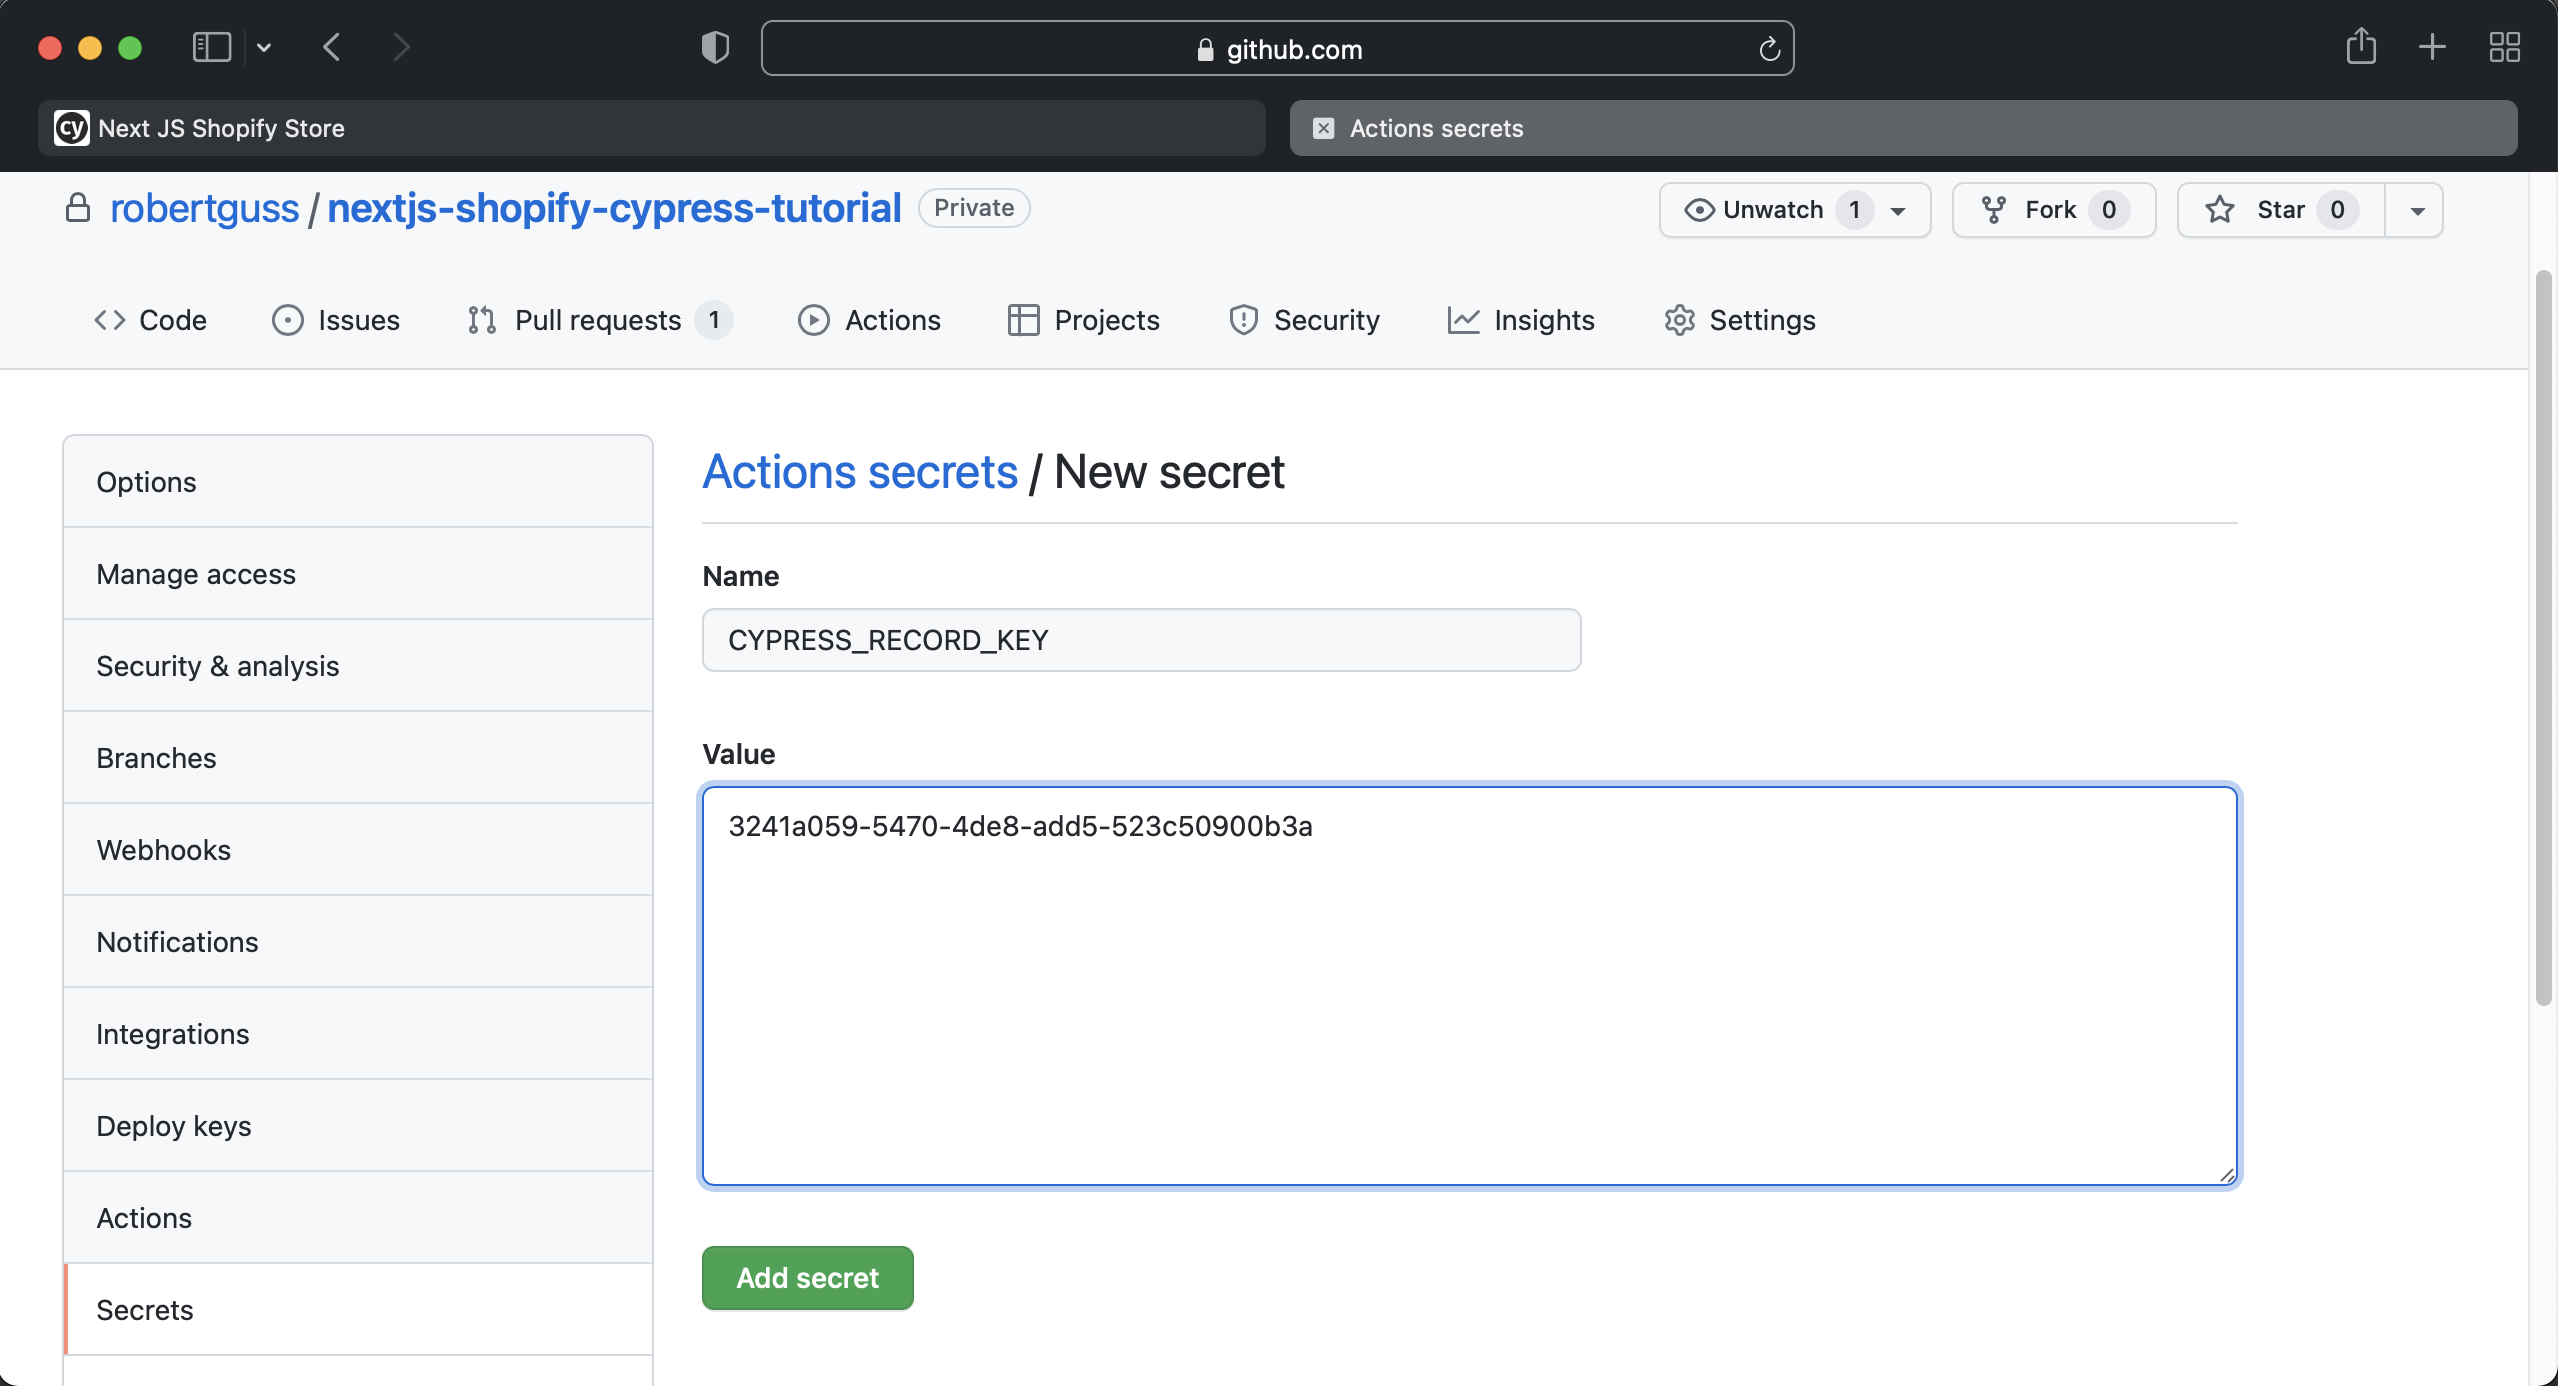 github.com
cy Next JS Shopify Store
Actions secrets
robertguss / nextjs-shopify-cypress-tutorial Private
Unwatch 1
Fork 0
Star 0
Code
Issues
Pull requests 1
Actions
Projects
Security
Insights
Settings
Options
Manage access
Security & analysis
Branches
Webhooks
Notifications
Integrations
Deploy keys
Actions
Secrets
Actions secrets / New secret
Name
CYPRESS_RECORD_KEY
Value
3241a059-5470-4de8-add5-523c50900b3a
Add secret